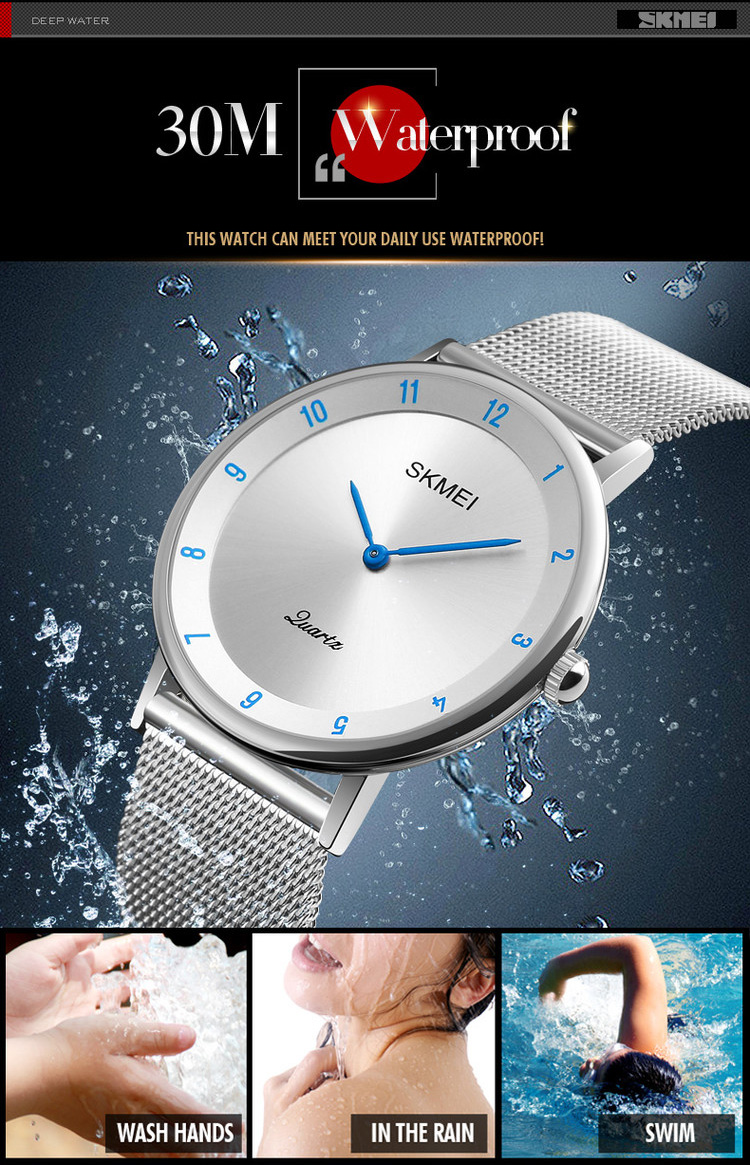 DEEP WATER
SKMEI
30M Waterproof
“
THIS WATCH CAN MEET YOUR DAILY USE WATERPROOF!
11
10
12
9
1
SKMEI
8
2
Quartz
7
3
6
4
5
WASH HANDS
IN THE RAIN
SWIM